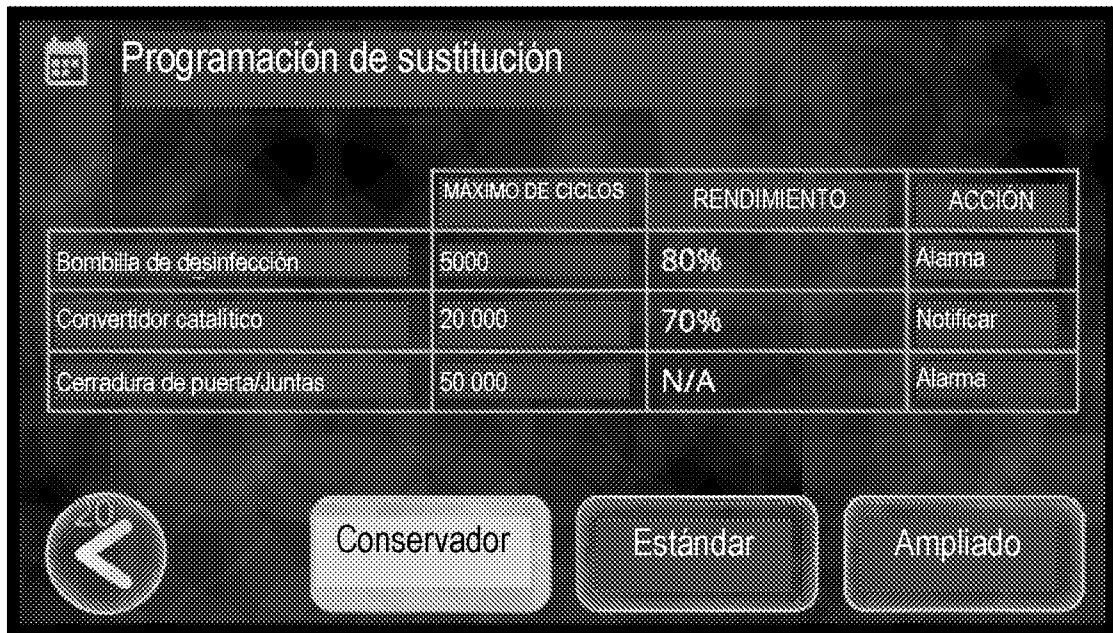 Programación de sustitución
MÁXIMO DE CICLOS RENDIMIENTO ACCIÓN
Bombilla de desinfección 5000 80% Alarma
Convertidor catalítico 20 000 70% Notificar
Cerradura de puerta/Juntas 50 000 N/A Alarma
Conservador Estándar Ampliado